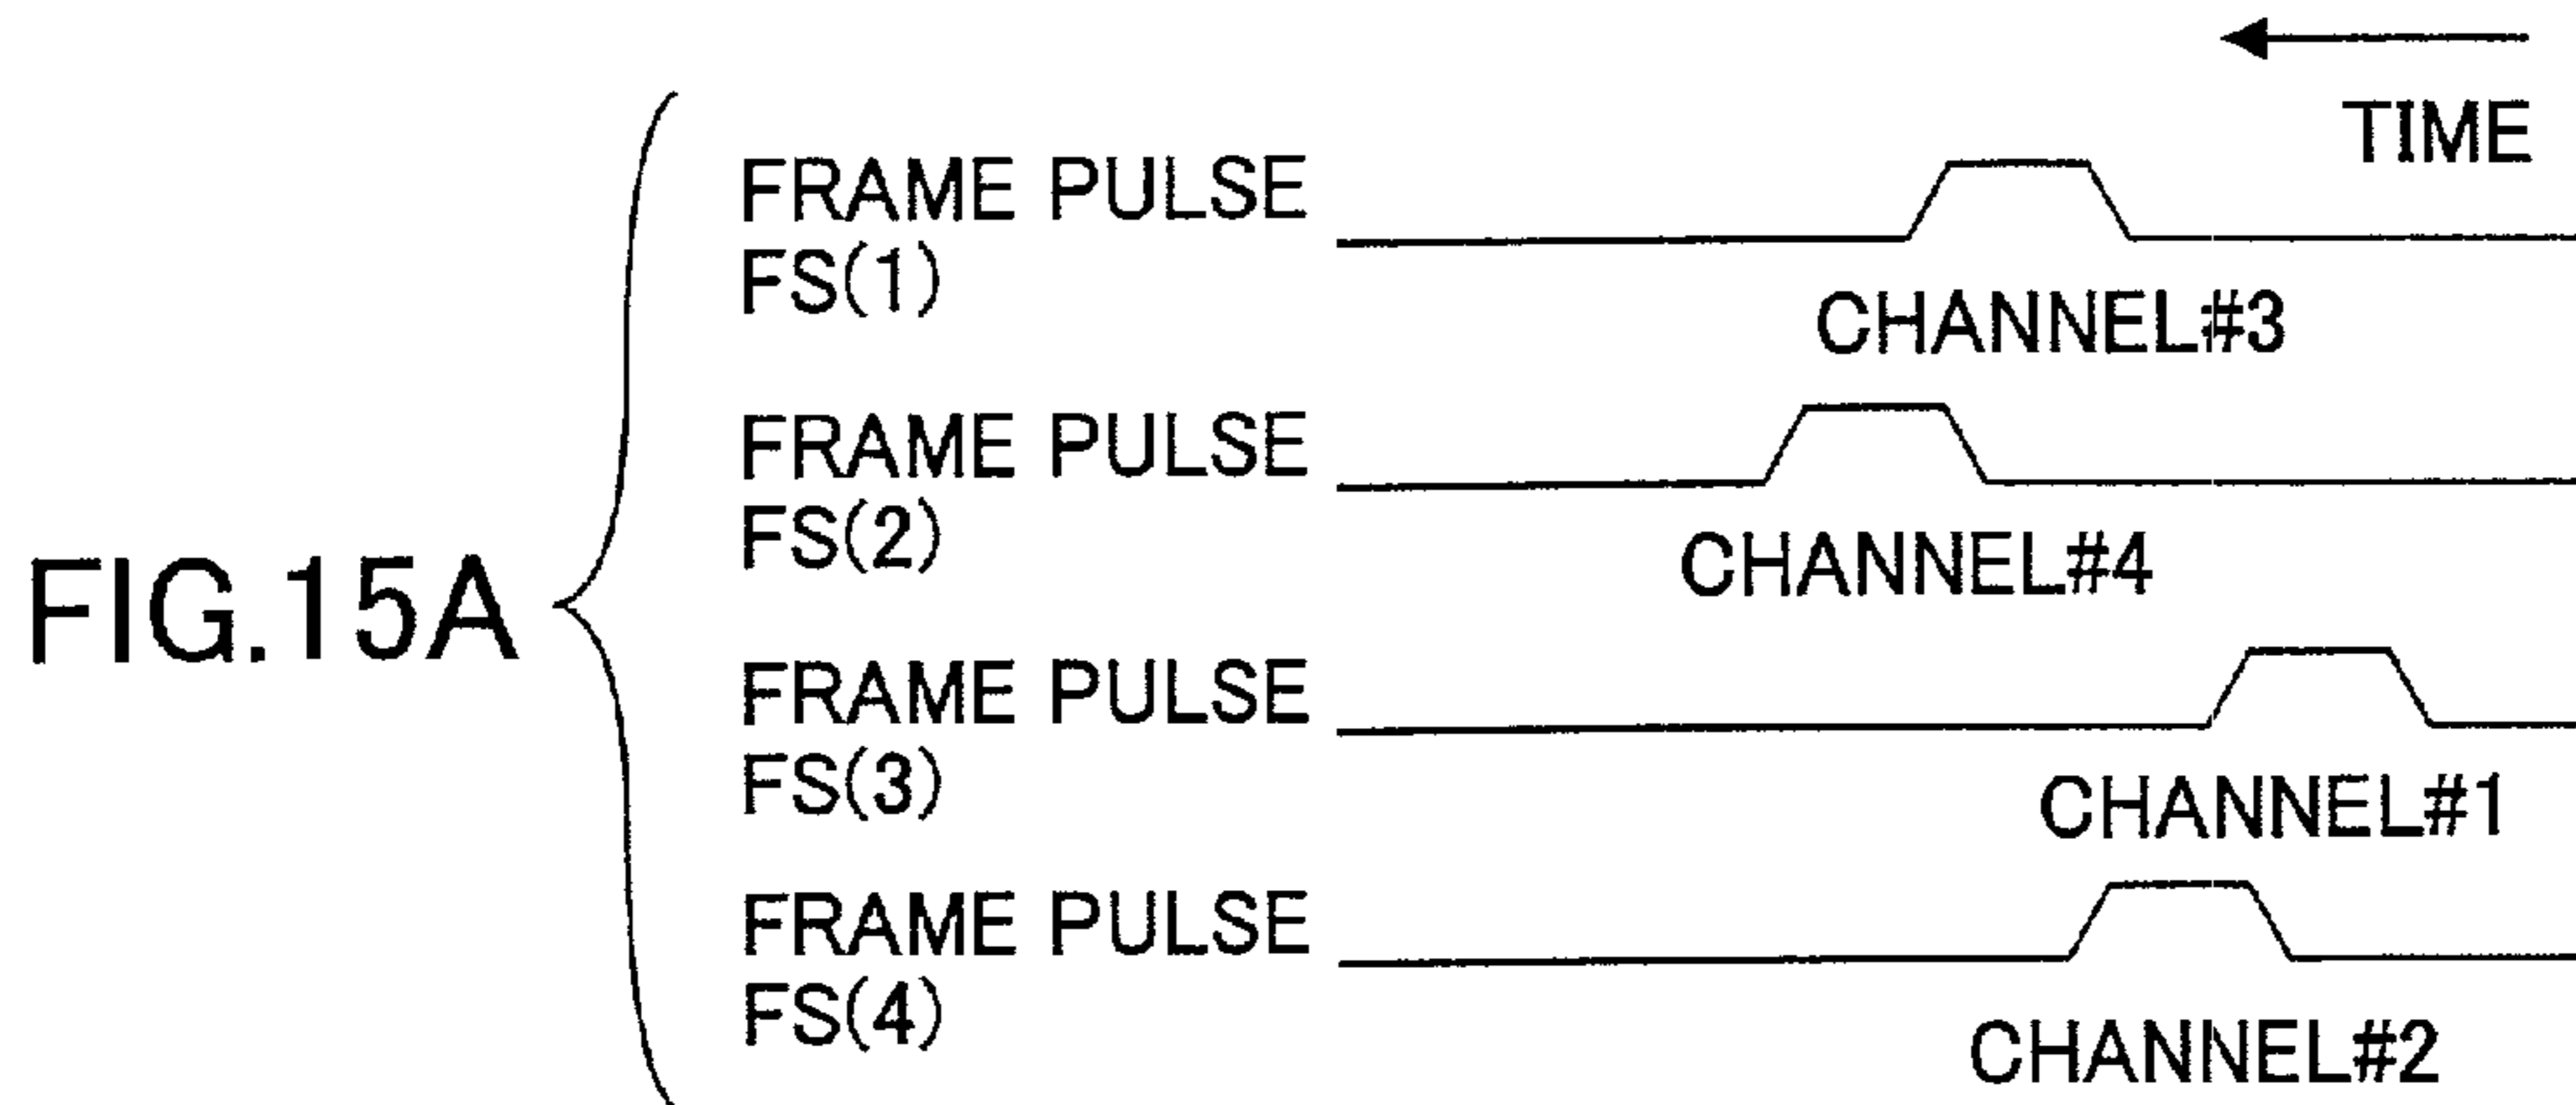 TIME
FRAME PULSE
FS(1)
CHANNEL#3
FRAME PULSE
FS(2)
CHANNEL#4
FIG.15A
FRAME PULSE
FS(3)
CHANNEL#1
FRAME PULSE
FS(4)
CHANNEL#2